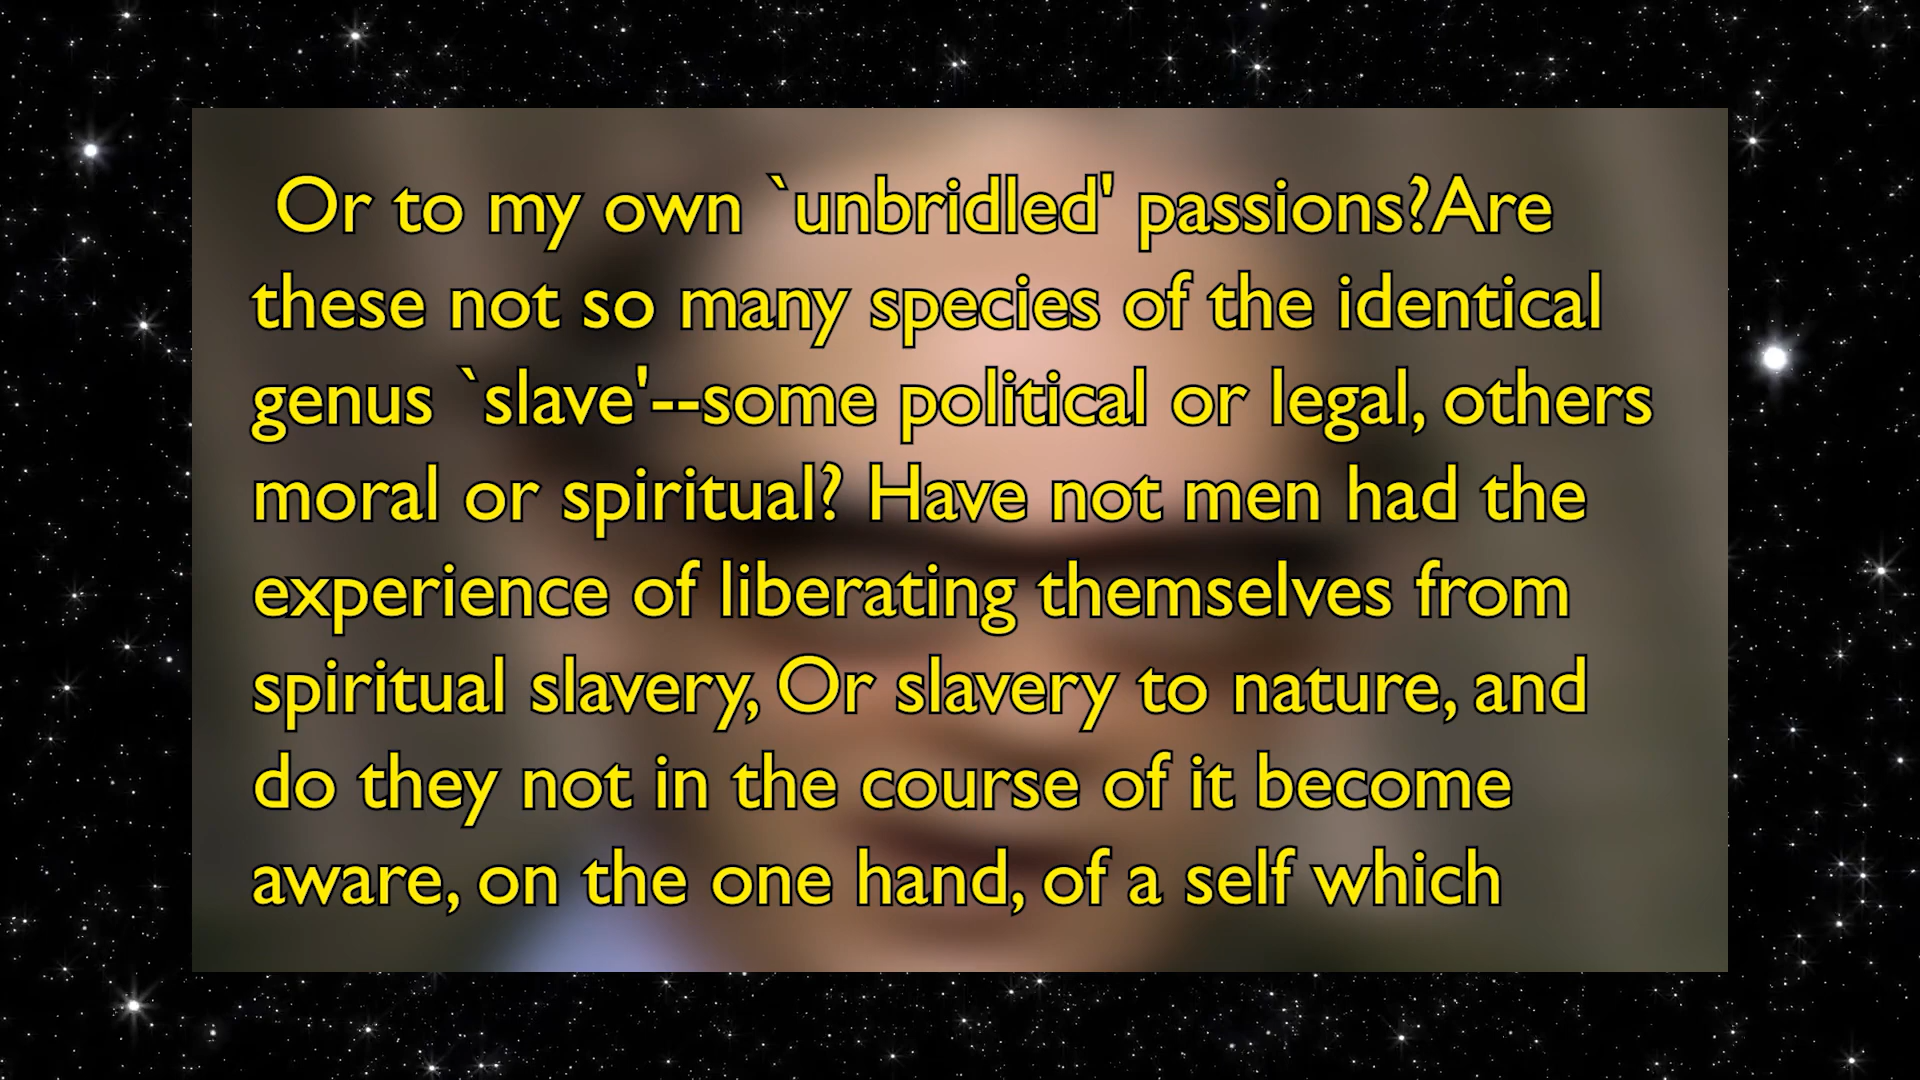 Or to my own `unbridled' passions?Are
these not so many species of the identical
genus `slave'--some political or legal, others
moral or spiritual? Have not men had the
experience of liberating themselves from
spiritual slavery, Or slavery to nature, and
do they not in the course of it become
aware, on the one hand, of a self which